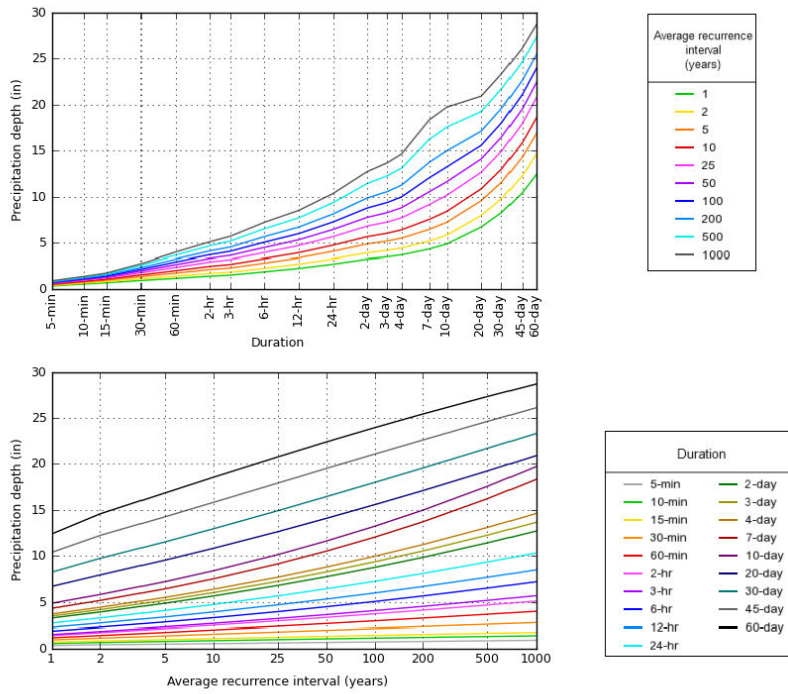 30
25
20
15
10
5
0
Precipitation depth (in)
5-min
10-min
15-min
30-min
60-min
2-hr
3-hr
6-hr
12-hr
24-hr
2-day
3-day
4-day
7-day
10-day
20-day
30-day
45-day
60-day
Duration
Average recurrence
interval
(years)
1
2
5
10
25
50
100
200
500
1000
30
25
20
15
10
5
0
Precipitation depth (in)
1 2 5 10 25 50 100 200 500 1000
Average recurrence interval (years)
Duration
5-min 2-day
10-min 3-day
15-min 4-day
30-min 7-day
60-min 10-day
2-hr 20-day
3-hr 30-day
6-hr 45-day
12-hr 60-day
24-hr